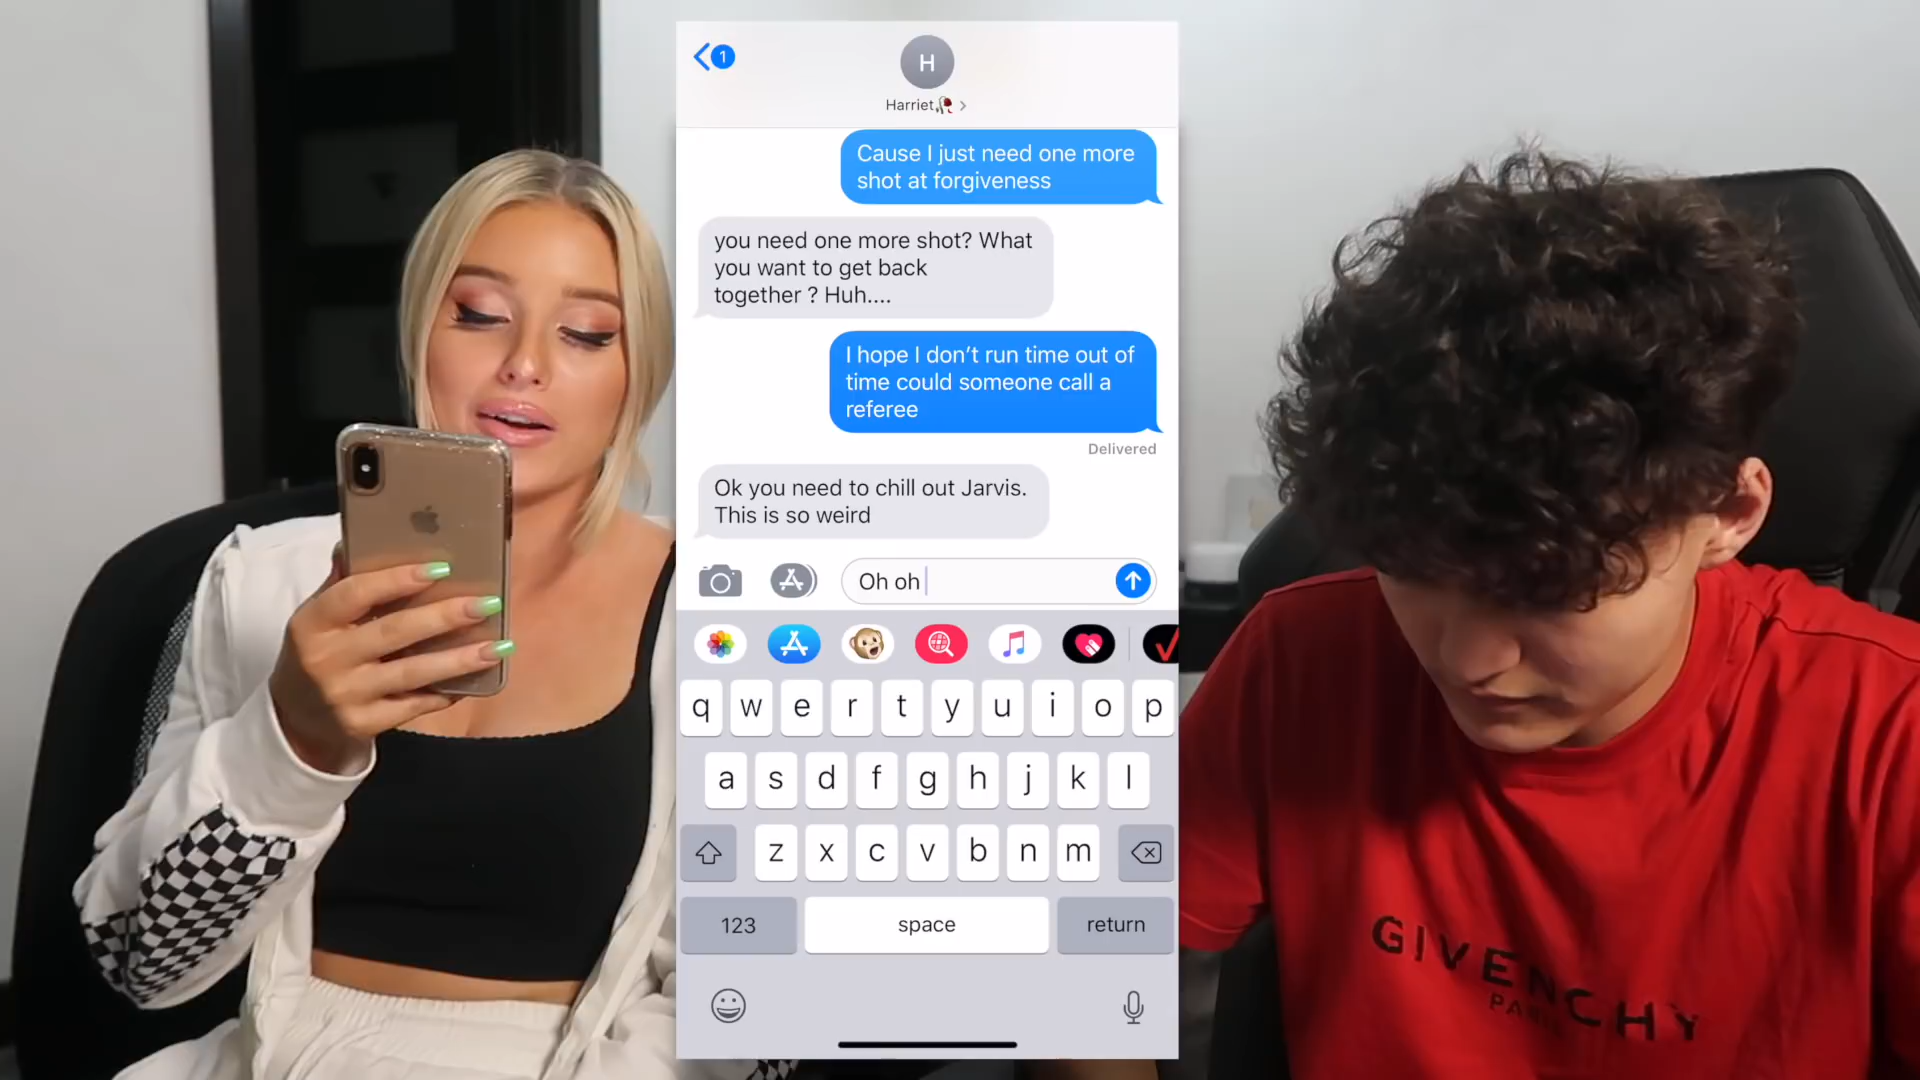 1
H
Harriet🥀 >
Cause I just need one more
shot at forgiveness
you need one more shot? What
you want to get back
together ? Huh....
I hope I don’t run time out of
time could someone call a
referee
Delivered
Ok you need to chill out Jarvis.
This is so weird
Oh oh
q w e r t y u i o p
a s d f g h j k l
z x c v b n m
123 space return
GIVENCHY